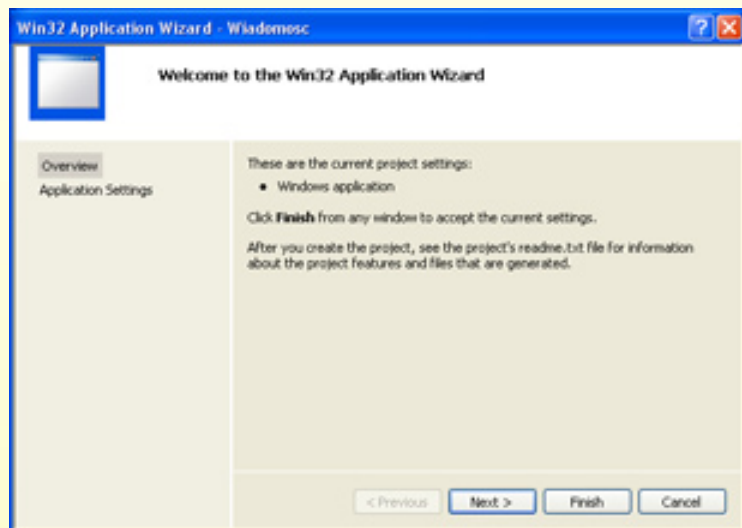 Win32 Application Wizard - Wiadomosc
Welcome to the Win32 Application Wizard
Overview
Application Settings
These are the current project settings:
• Windows application
Click Finish from any window to accept the current settings.
After you create the project, see the project's readme.txt file for information
about the project features and files that are generated.
< Previous
Next >
Finish
Cancel